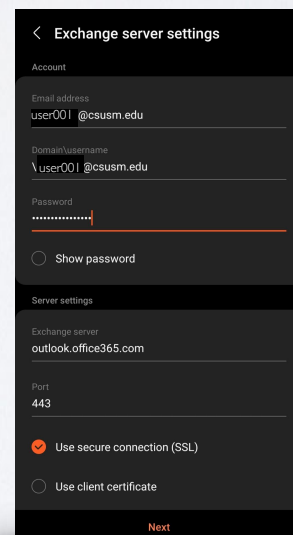 Exchange server settings
Account
Email address
user001 @csusm.edu
Domain\username
\user001 @csusm.edu
Password
••••••••••••••••
Show password
Server settings
Exchange server
outlook.office365.com
Port
443
Use secure connection (SSL)
Use client certificate
Next